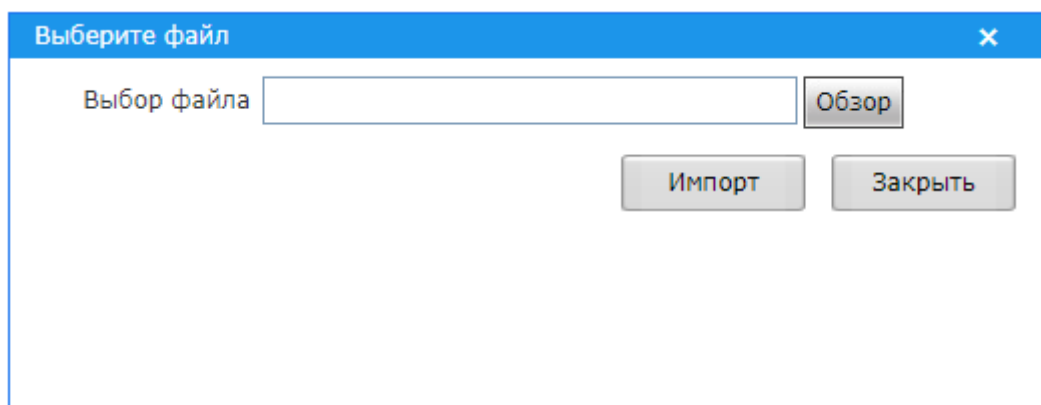 Выберите файл
Выбор файла Обзор
Импорт Закрыть